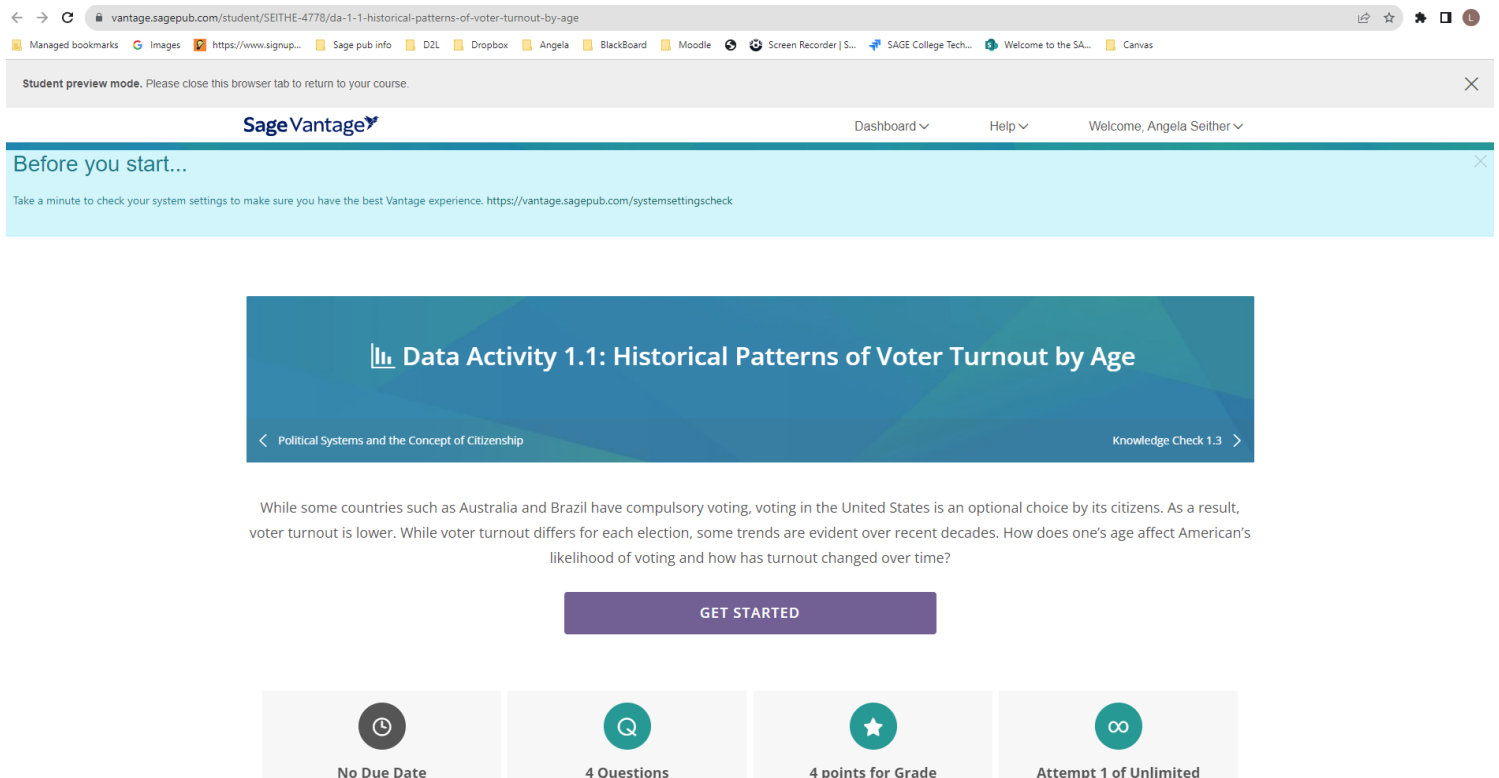 vantage.sagepub.com/student/SEITHE-4778/da-1-1-historical-patterns-of-voter-turnout-by-age
L
Managed bookmarks G Images https://www.signup... Sage pub info D2L Dropbox Angela BlackBoard Moodle Screen Recorder | S... SAGE College Tech... Welcome to the SA... Canvas
Student preview mode. Please close this browser tab to return to your course.
Sage Vantage Dashboard Help Welcome, Angela Seither
Before you start...
Take a minute to check your system settings to make sure you have the best Vantage experience. https://vantage.sagepub.com/systemsettingscheck
Data Activity 1.1: Historical Patterns of Voter Turnout by Age
Political Systems and the Concept of Citizenship Knowledge Check 1.3
While some countries such as Australia and Brazil have compulsory voting, voting in the United States is an optional choice by its citizens. As a result,
voter turnout is lower. While voter turnout differs for each election, some trends are evident over recent decades. How does one's age affect American's
likelihood of voting and how has turnout changed over time?
GET STARTED
Q
No Due Date 4 Questions 4 points for Grade Attempt 1 of Unlimited